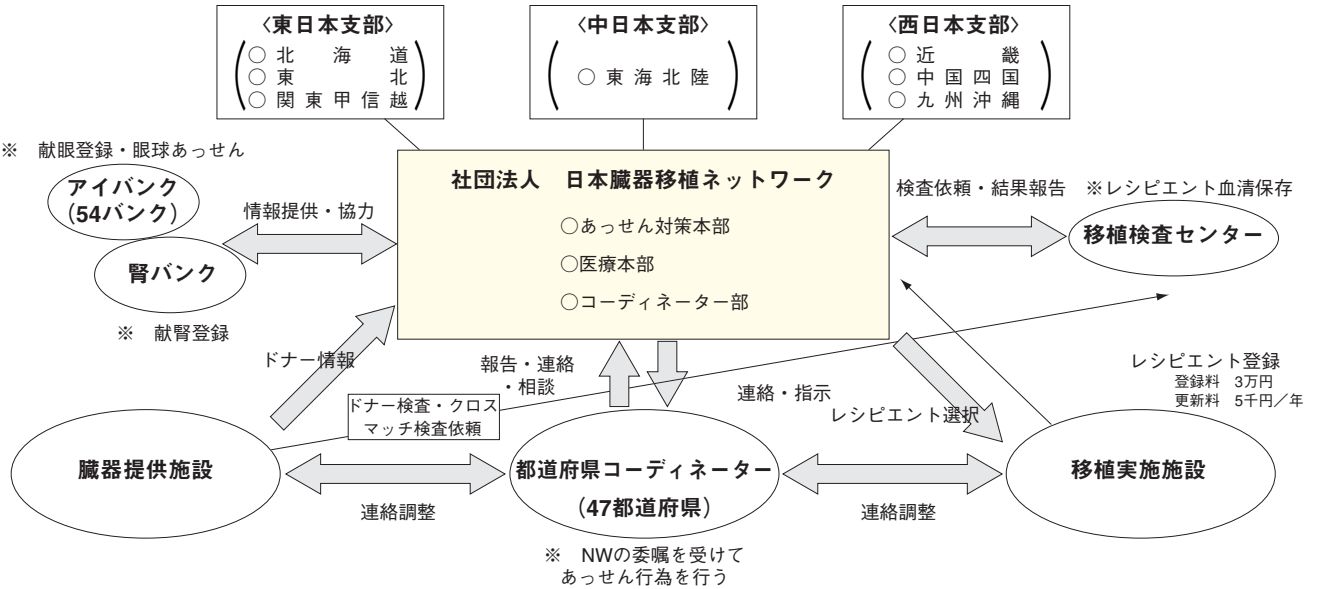 〈東日本支部〉
○ 北海道
○ 東北
○ 関東甲信越
〈中日本支部〉
○ 東海北陸
〈西日本支部〉
○ 近畿
○ 中国四国
○ 九州沖縄
※ 献眼登録・眼球あっせん
アイバンク
(54バンク)
腎バンク
※ 献腎登録
情報提供・協力
社団法人 日本臓器移植ネットワーク
○あっせん対策本部
○医療本部
○コーディネーター部
検査依頼・結果報告
※レシピエント血清保存
移植検査センター
ドナー情報
報告・連絡
・相談
連絡・指示
レシピエント選択
レシピエント登録
登録料 3万円
更新料 5千円/年
ドナー検査・クロス
マッチ検査依頼
臓器提供施設
連絡調整
都道府県コーディネーター
(47都道府県)
連絡調整
移植実施施設
※ NWの委嘱を受けて
あっせん行為を行う